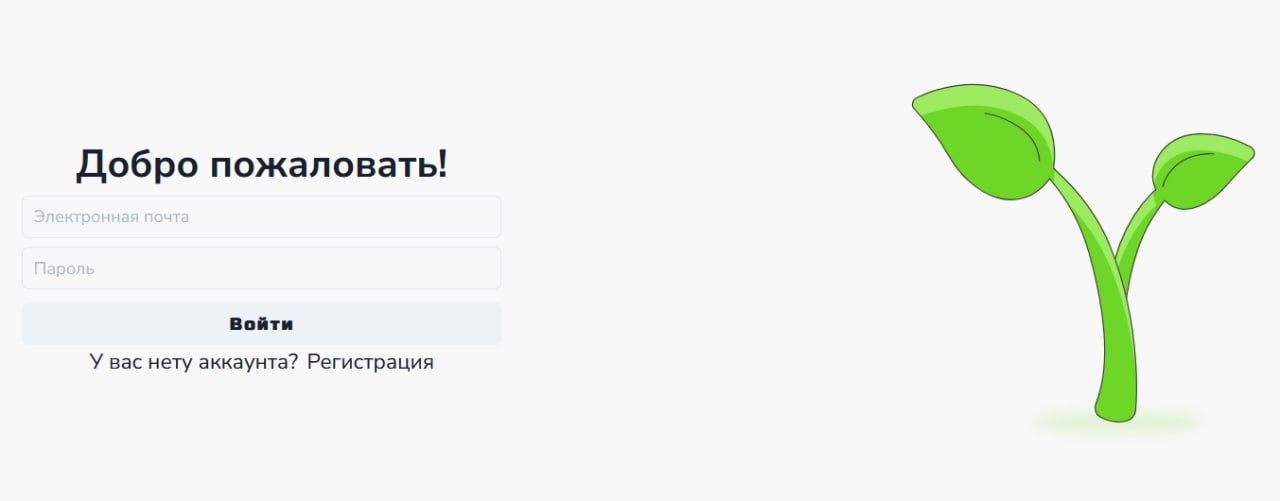 Добро пожаловать!
Электронная почта
Пароль
Войти
У вас нету аккаунта? Регистрация